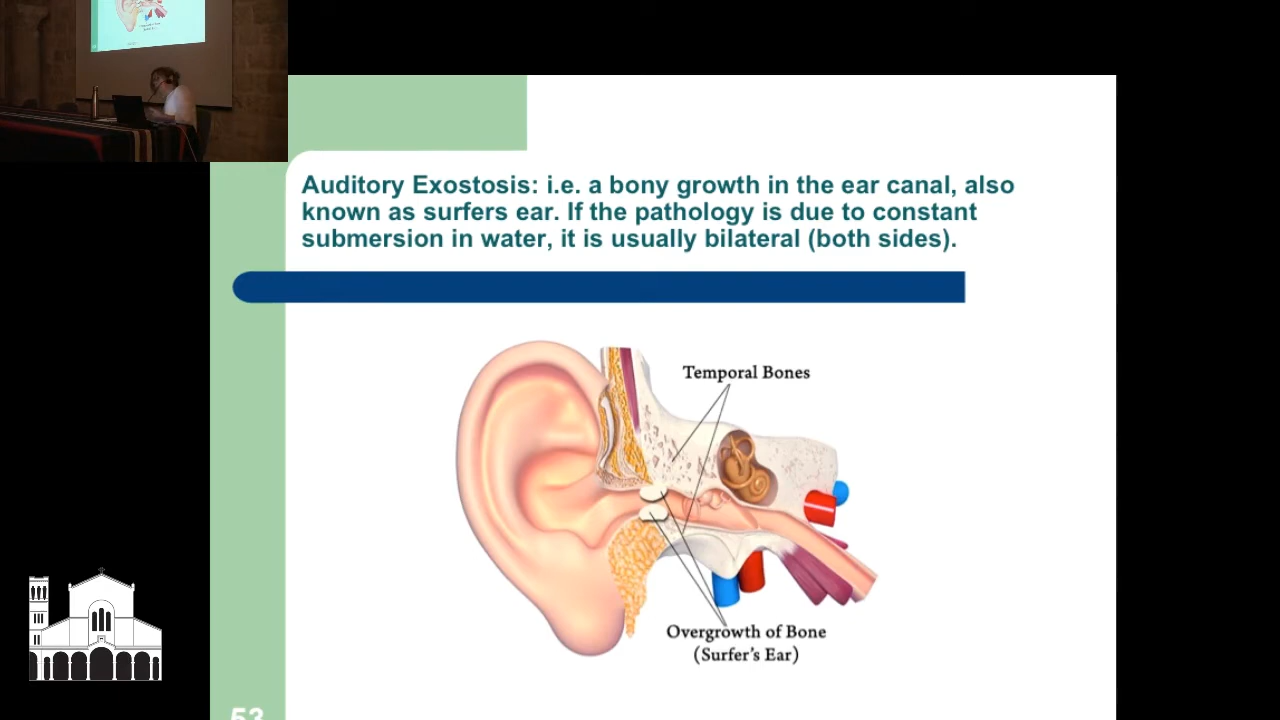 Auditory Exostosis: i.e. a bony growth in the ear canal, also
known as surfers ear. If the pathology is due to constant
submersion in water, it is usually bilateral (both sides).
Temporal Bones
Overgrowth of Bone
(Surfer's Ear)
53